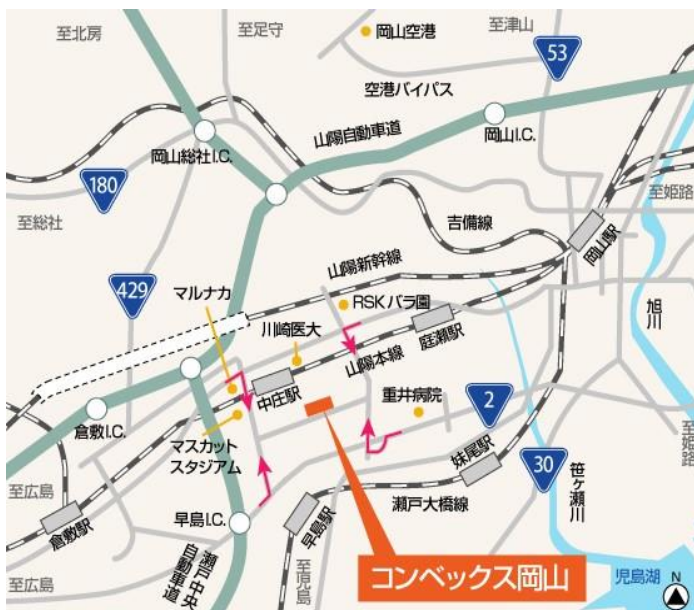 至北房
至足守
岡山空港
至津山
53
空港バイパス
山陽自動車道
岡山I.C.
岡山総社I.C.
180
至総社
吉備線
至姫路
岡山駅
山陽新幹線
429
マルナカ
RSKバラ園
旭川
川崎医大
庭瀬駅
山陽本線
中庄駅
重井病院
2
倉敷I.C.
マスカット
スタジアム
妹尾駅
至姫路
30
笹ヶ瀬川
至広島
倉敷駅
早島I.C.
早島駅
瀬戸大橋線
瀬戸中央
自動車道
至児島
コンベックス岡山
児島湖
N
至広島